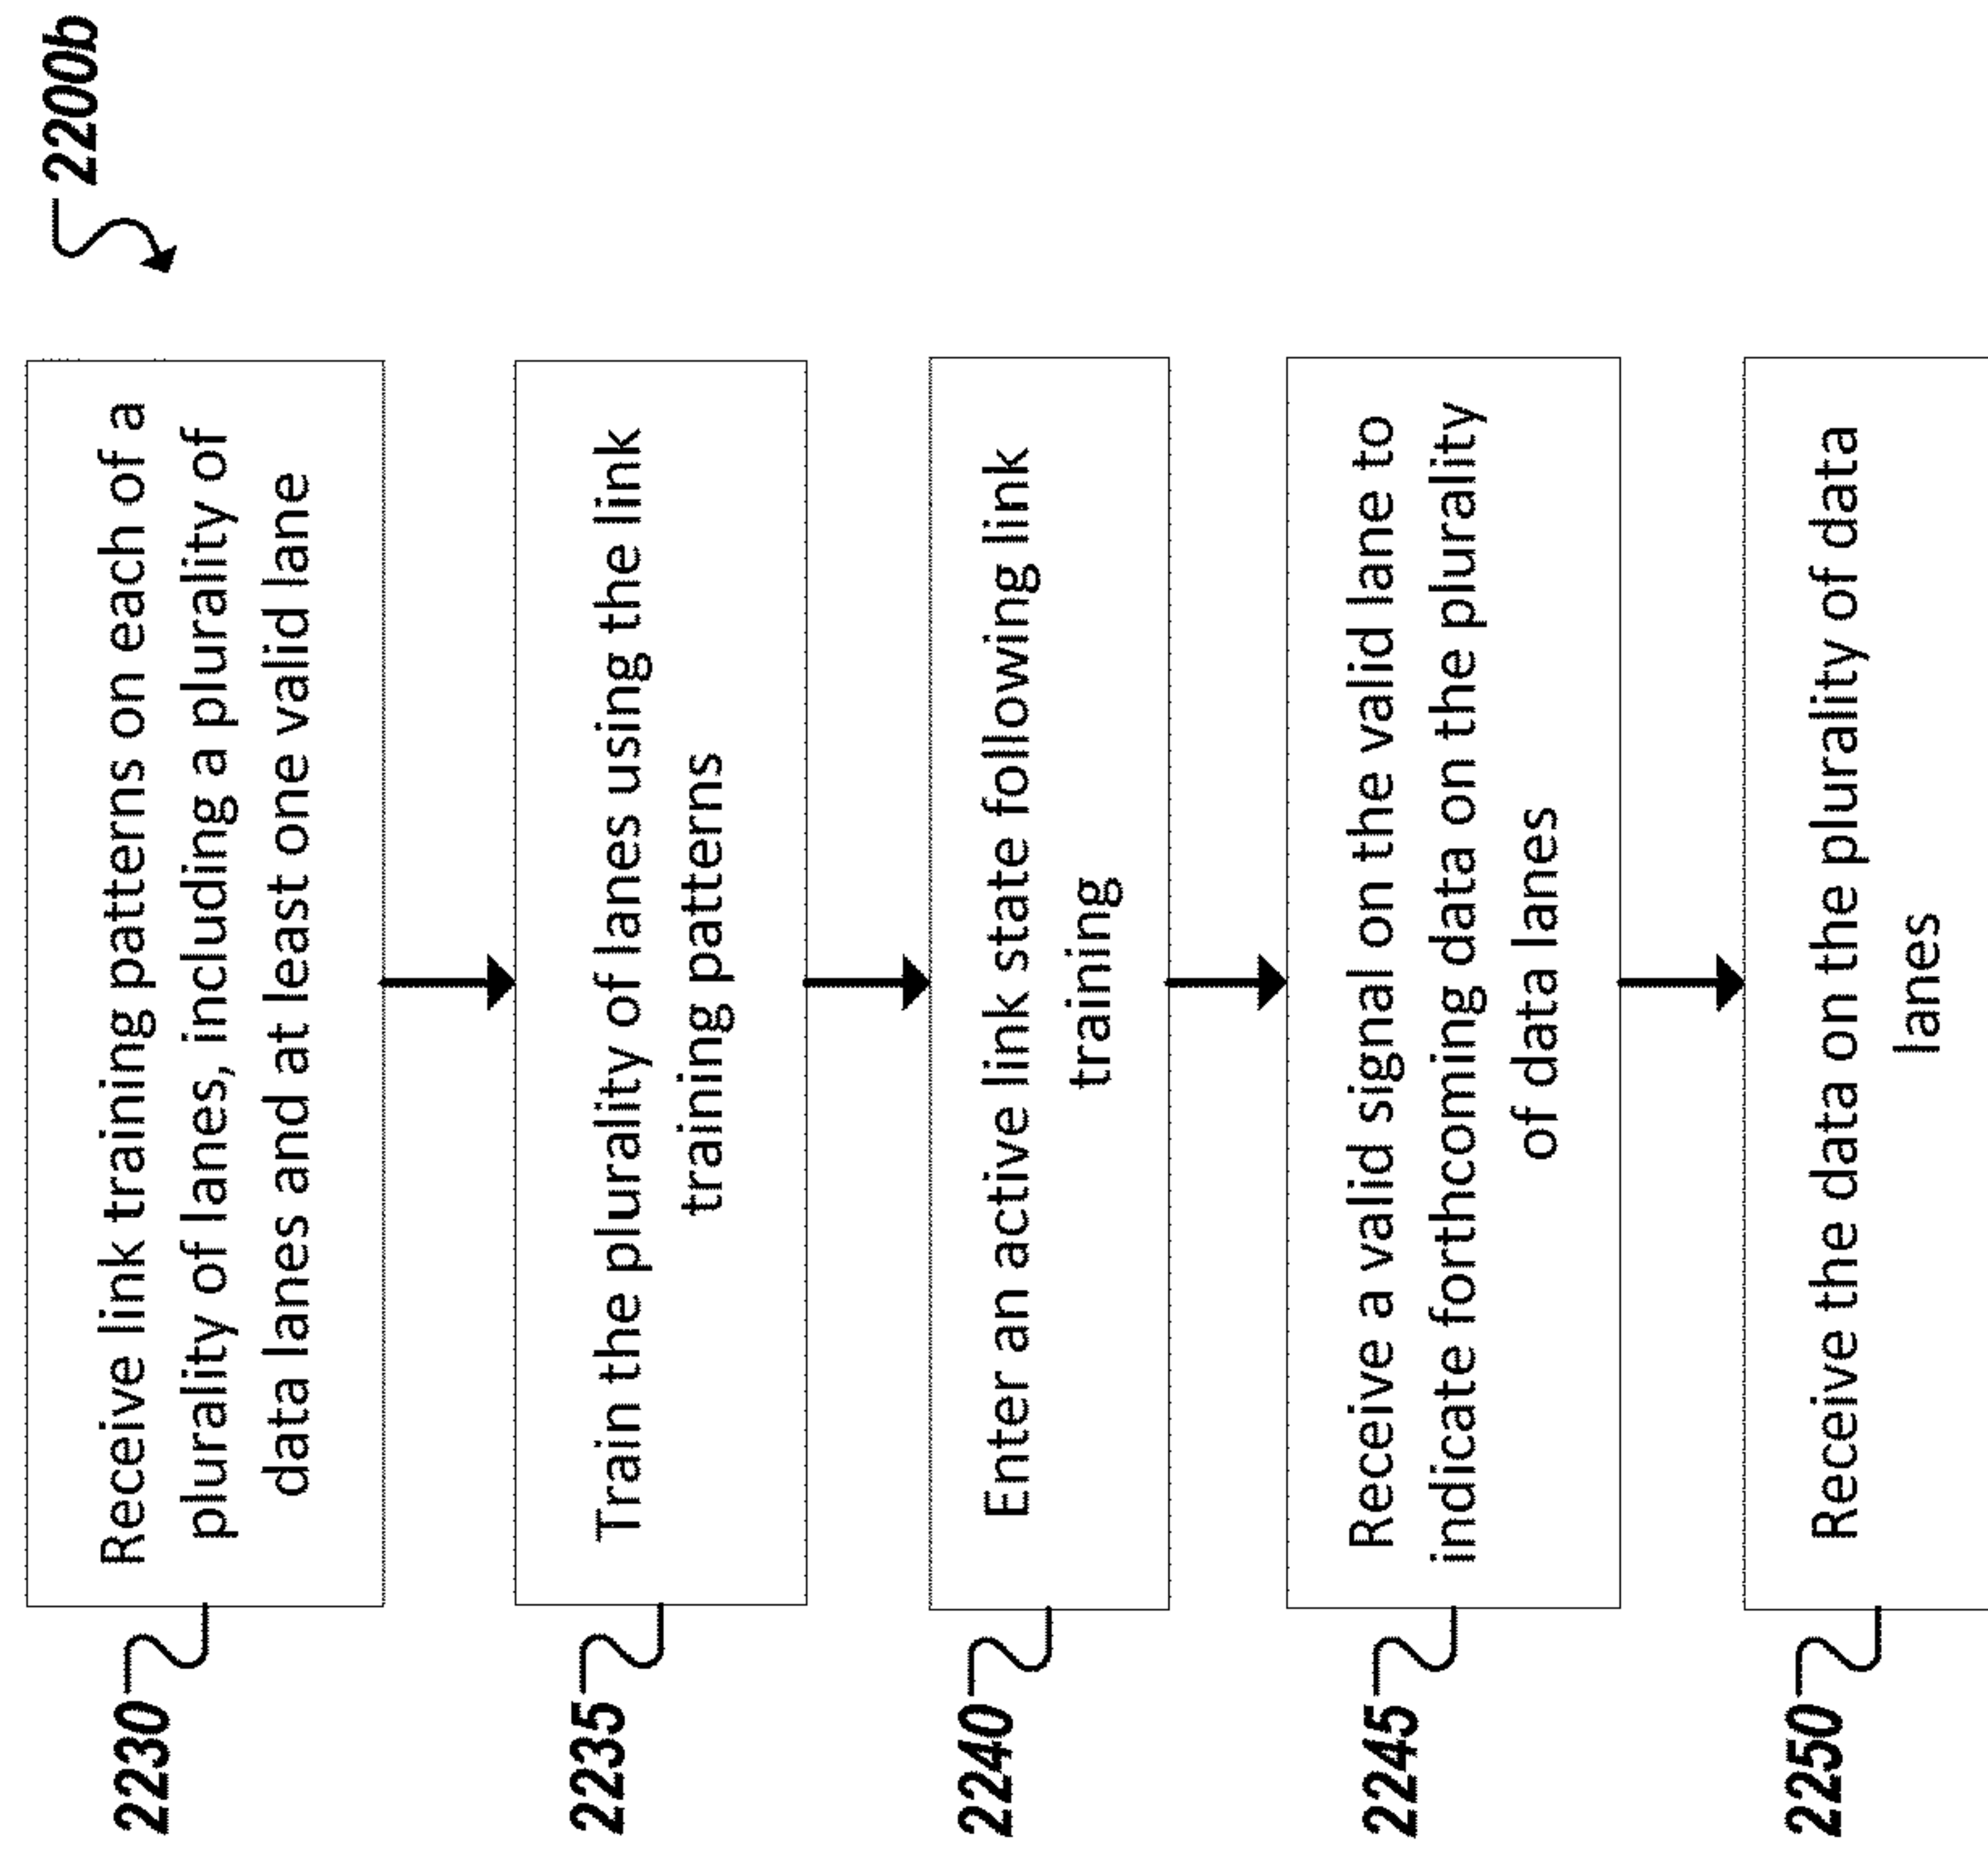 2200b
2230
Receive link training patterns on each of a
plurality of lanes, including a plurality of
data lanes and at least one valid lane
2235
Train the plurality of lanes using the link
training patterns
2240
Enter an active link state following link
training
2245
Receive a valid signal on the valid lane to
indicate forthcoming data on the plurality
of data lanes
2250
Receive the data on the plurality of data
lanes